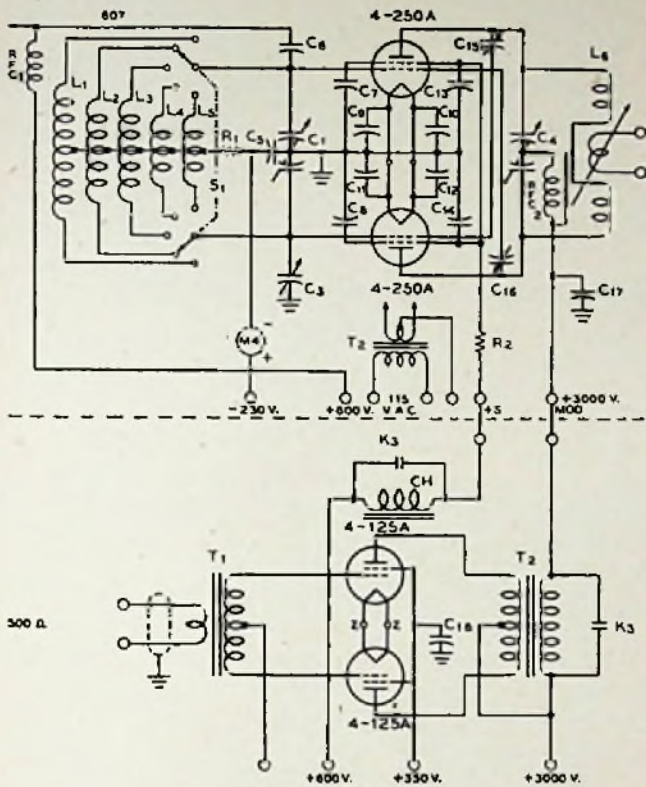 807
4-250A
RFC1
C6
C15
L6
L1
L2
L3
L4
L5
R1
C5
C1
C7
C13
C9
C10
C4
S1
C11
C12
C8
C14
RFC2
C3
4-250A
C16
C17
T2
M4
-
+
R2
-230 V.
+600 V.
115 V AC
+S
+3000 V. MOD
K3
CH
4-125A
T1
T2
500 Ω
Z
Z
C18
K3
4-125A
+600 V.
+350 V.
+3000 V.